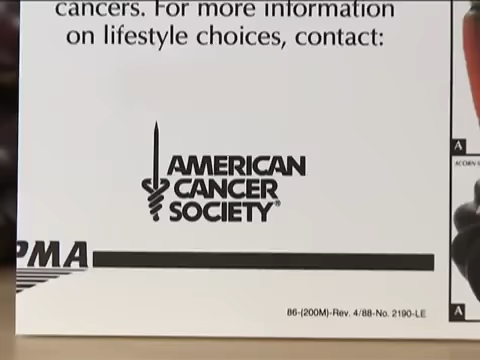 cancers. For more information
on lifestyle choices, contact:
AMERICAN
CANCER
SOCIETY®
PMA
86-(200M)-Rev. 4/88-No. 2190-LE
A
ACORN S
A